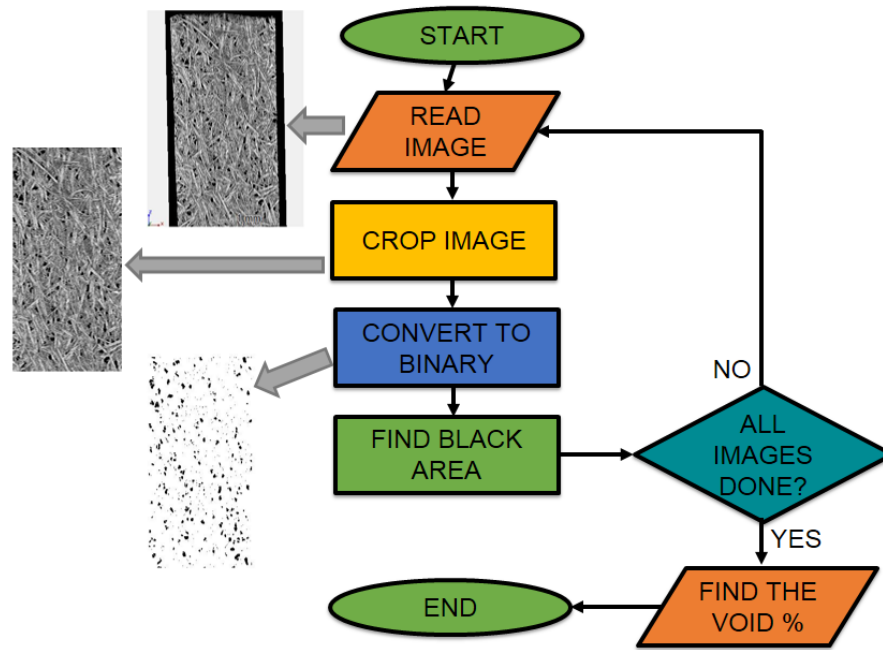 START
READ
IMAGE
CROP IMAGE
CONVERT TO
BINARY
FIND BLACK
AREA
NO
ALL
IMAGES
DONE?
YES
FIND THE
VOID %
END